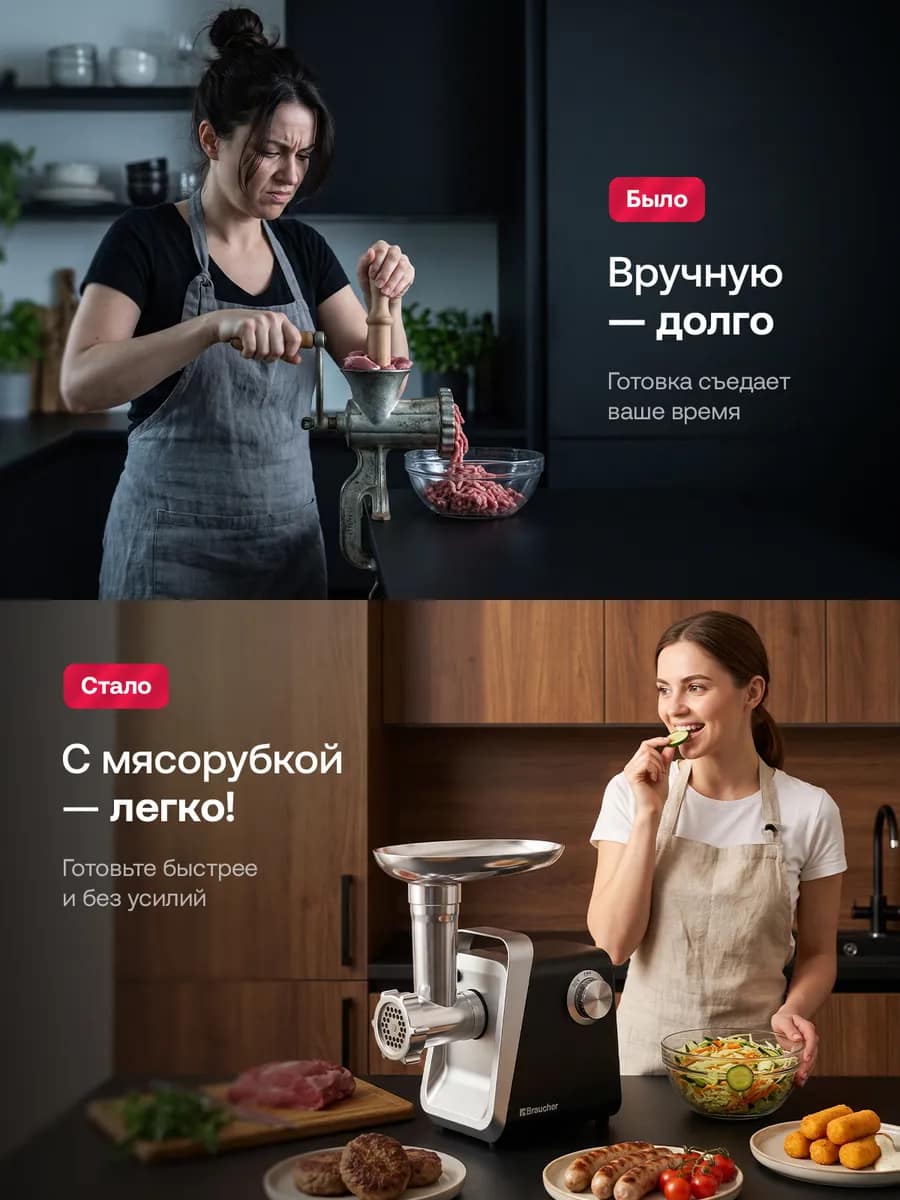 Было
Вручную
— долго
Готовка съедает
ваше время
Стало
С мясорубкой
— легко!
Готовьте быстрее
и без усилий
Braucher